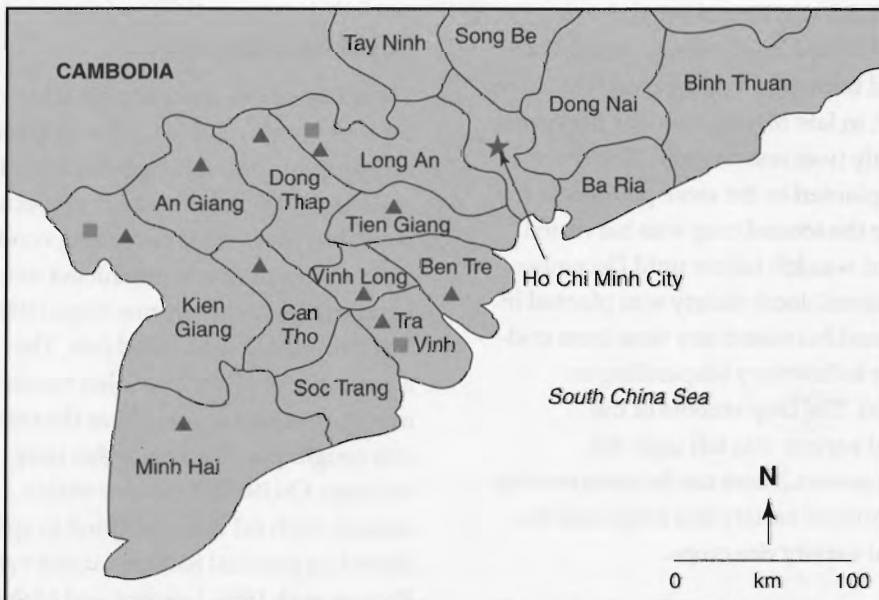 Tay Ninh
Song Be
CAMBODIA
Binh Thuan
Dong Nai
Long An
Dong
Thap
An Giang
Ba Ria
Tien Giang
Ben Tre
Vinh Long
Ho Chi Minh City
Kien
Giang
Can
Tho
Tra
Vinh
Soc Trang
South China Sea
Minh Hai
N
0 km 100